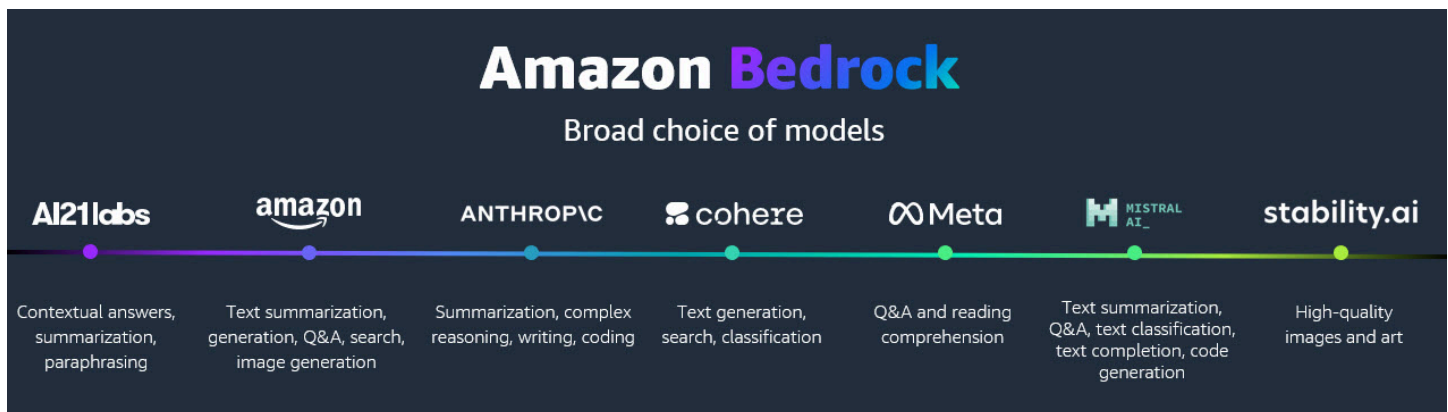 Amazon Bedrock
Broad choice of models
AI21labs
amazon
ANTHROP\C
cohere
Meta
MISTRAL
AI_
stability.ai
Contextual answers,
summarization,
paraphrasing
Text summarization,
generation, Q&A, search,
image generation
Summarization, complex
reasoning, writing, coding
Text generation,
search, classification
Q&A and reading
comprehension
Text summarization,
Q&A, text classification,
text completion, code
generation
High-quality
images and art